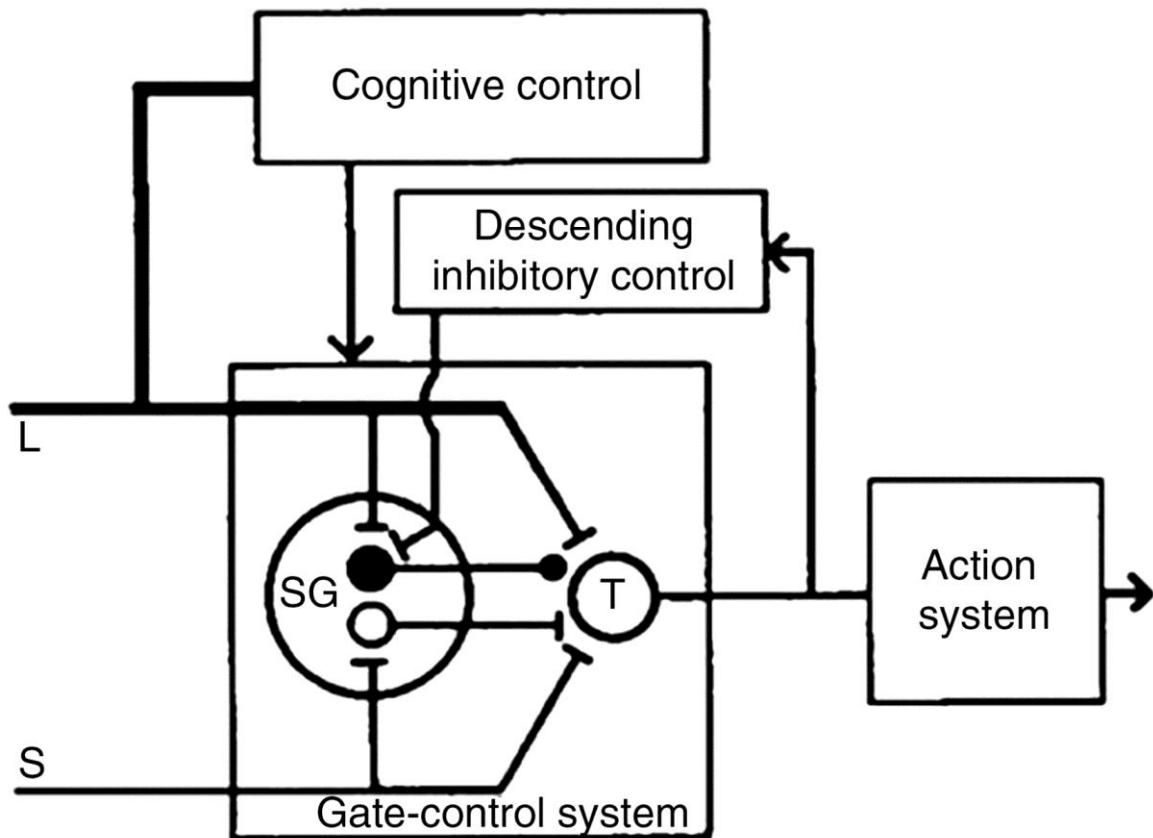 Cognitive control
Descending
inhibitory control
L
SG
T
Action
system
S
Gate-control system